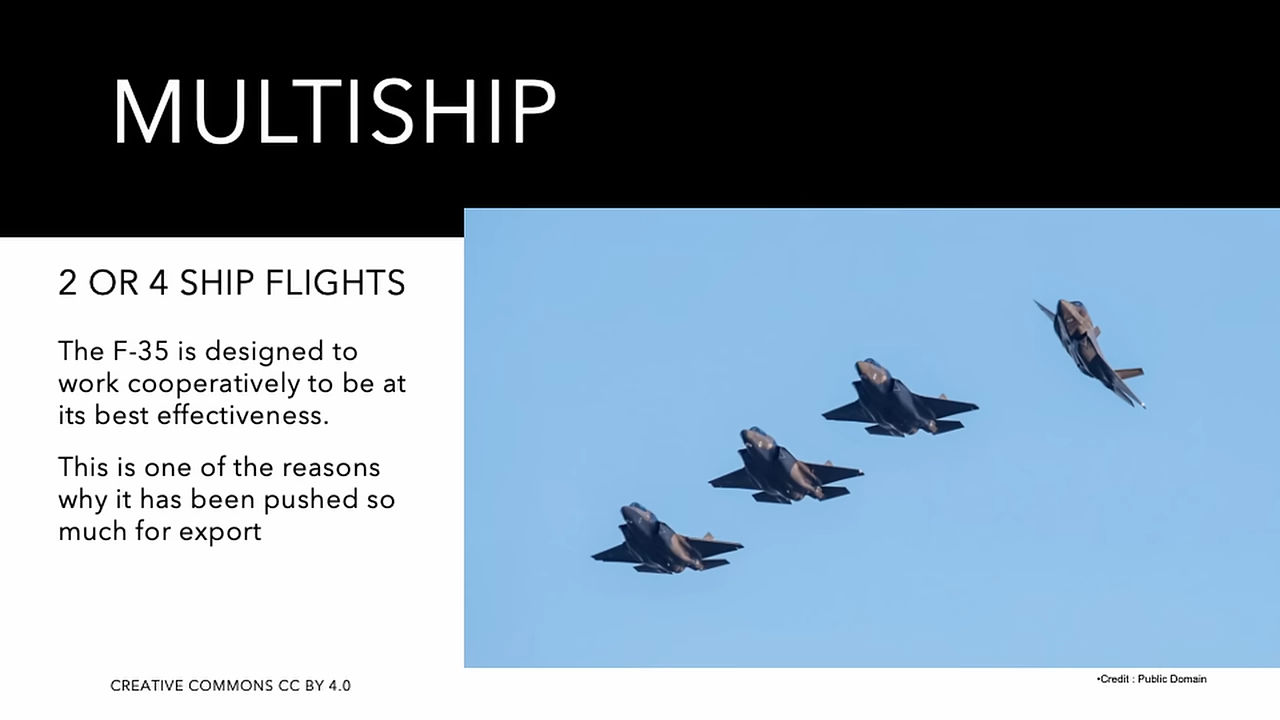 MULTISHIP
2 OR 4 SHIP FLIGHTS
The F-35 is designed to
work cooperatively to be at
its best effectiveness.
This is one of the reasons
why it has been pushed so
much for export
CREATIVE COMMONS CC BY 4.0
•Credit : Public Domain